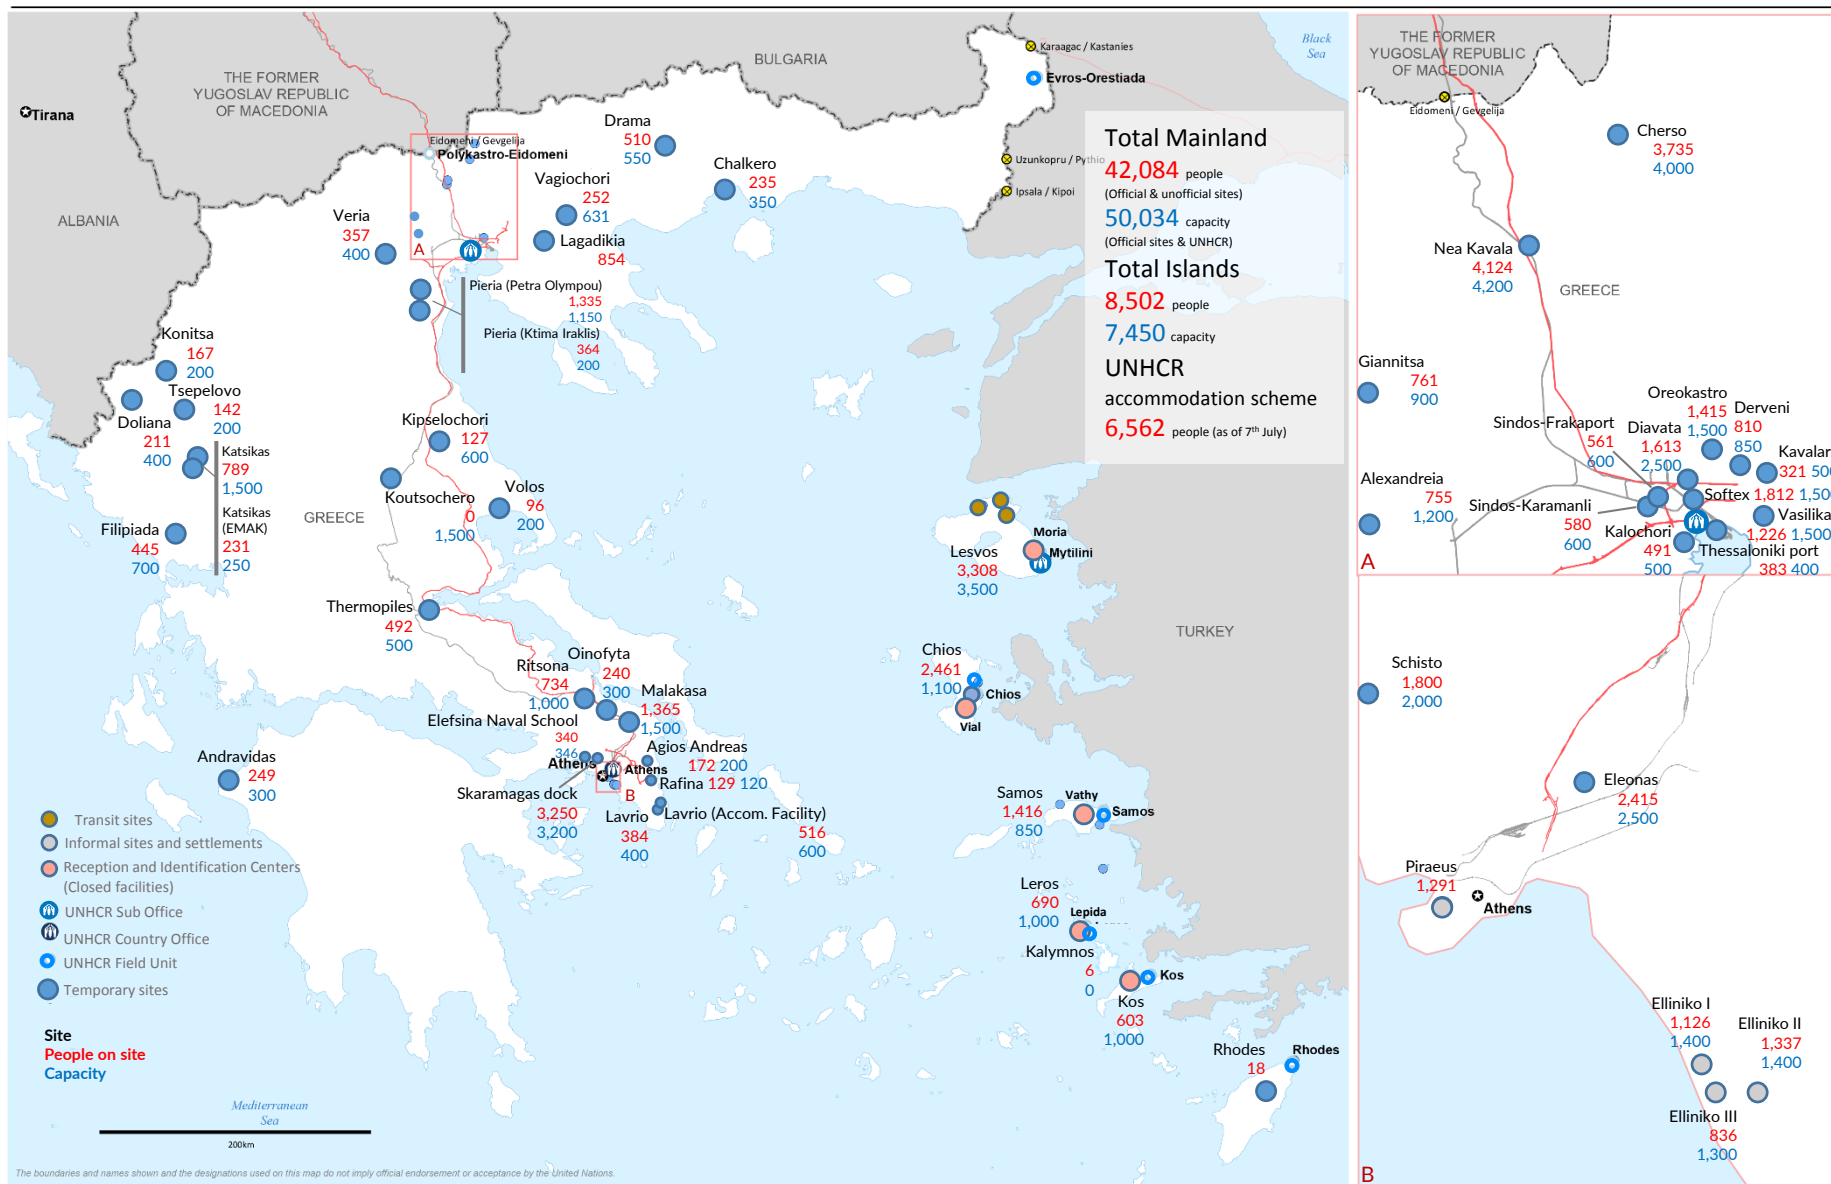 THE FORMER
YUGOSLAV REPUBLIC
OF MACEDONIA
BULGARIA
Black
Sea
Karaagac / Kastanies
Evros-Orestiada
Tirana
ALBANIA
Eidomeni / Gevgelija
Polykastro-Eidomeni
Drama
510
550
Chalkero
235
350
Vagiochori
252
631
Lagadikia
854
Veria
357
400
A
Uzunkopru / Pythio
Ipsala / Kipoi
Total Mainland
42,084 people
(Official & unofficial sites)
50,034 capacity
(Official sites & UNHCR)
Total Islands
8,502 people
7,450 capacity
UNHCR
accommodation scheme
6,562 people (as of 7th July)
Pieria (Petra Olympou)
1,335
1,150
Pieria (Ktima Iraklis)
364
200
Konitsa
167
200
Tsepelovo
142
200
Doliana
211
400
Katsikas
789
1,500
Katsikas
(EMAK)
231
250
Filipiada
445
700
GREECE
Kipselochori
127
600
Koutsochero
0
1,500
Volos
96
200
Thermopiles
492
500
Oinofyta
240
300
Ritsona
734
1,000
Malakasa
1,365
1,500
Elefsina Naval School
340
346
Athens
Athens
B
Agios Andreas
172 200
Rafina 129 120
Skaramagas dock
3,250
3,200
Lavrio
384
400
Lavrio (Accom. Facility)
516
600
Andravidas
249
300
Moria
Mytilini
Lesvos
3,308
3,500
TURKEY
Chios
2,461
1,100
Chios
Vial
Samos
1,416
850
Vathy
Samos
Leros
690
1,000
Lepida
Kalymnos
6
0
Kos
Kos
603
1,000
Rhodes
18
Rhodes
Transit sites
Informal sites and settlements
Reception and Identification Centers
(Closed facilities)
UNHCR Sub Office
UNHCR Country Office
UNHCR Field Unit
Temporary sites
Site
People on site
Capacity
Mediterranean
Sea
200km
The boundaries and names shown and the designations used on this map do not imply official endorsement or acceptance by the United Nations.
THE FORMER
YUGOSLAV REPUBLIC
OF MACEDONIA
Eidomeni / Gevgelija
Cherso
3,735
4,000
Nea Kavala
4,124
4,200
GREECE
Giannitsa
761
900
Alexandreia
755
1,200
Sindos-Frakaport
561
600
Oreokastro
1,415
1,500
Diavata
1,613
2,500
Derveni
810
850
Kavalar
321 500
Softex 1,812 1,500
Sindos-Karamanli
580
600
Vasilika
1,226 1,500
Kalochori
491
500
Thessaloniki port
383 400
A
Schisto
1,800
2,000
Eleonas
2,415
2,500
Piraeus
1,291
Athens
Elliniko I
1,126
1,400
Elliniko II
1,337
1,400
Elliniko III
836
1,300
B